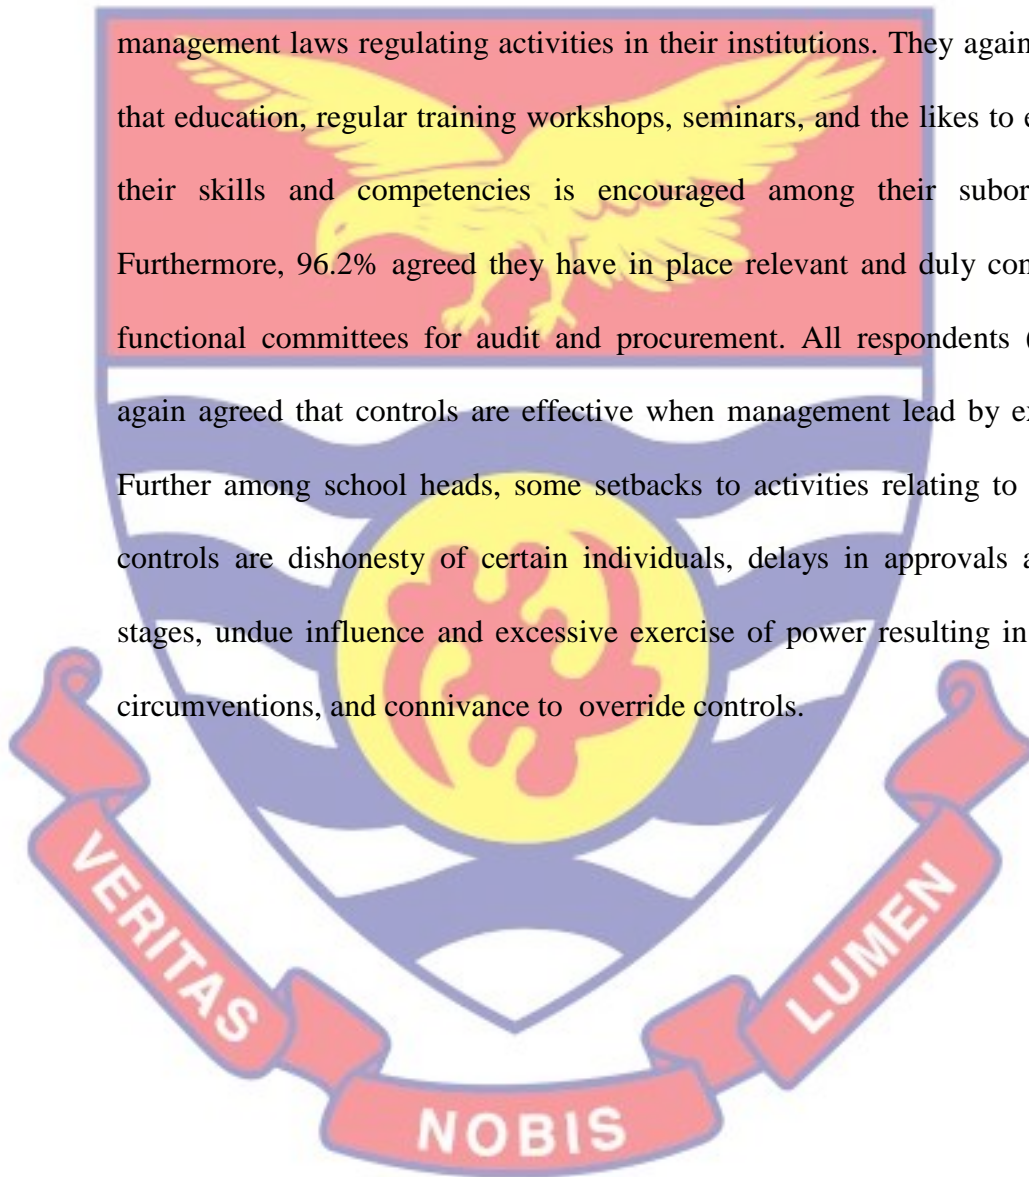 management laws regulating activities in their institutions. They again
that education, regular training workshops, seminars, and the likes to e
their skills and competencies is encouraged among their subor
Furthermore, 96.2% agreed they have in place relevant and duly con
functional committees for audit and procurement. All respondents (
again agreed that controls are effective when management lead by ex
Further among school heads, some setbacks to activities relating to
controls are dishonesty of certain individuals, delays in approvals a
stages, undue influence and excessive exercise of power resulting in
circumventions, and connivance to override controls.
VERITAS
NOBIS
LUMEN